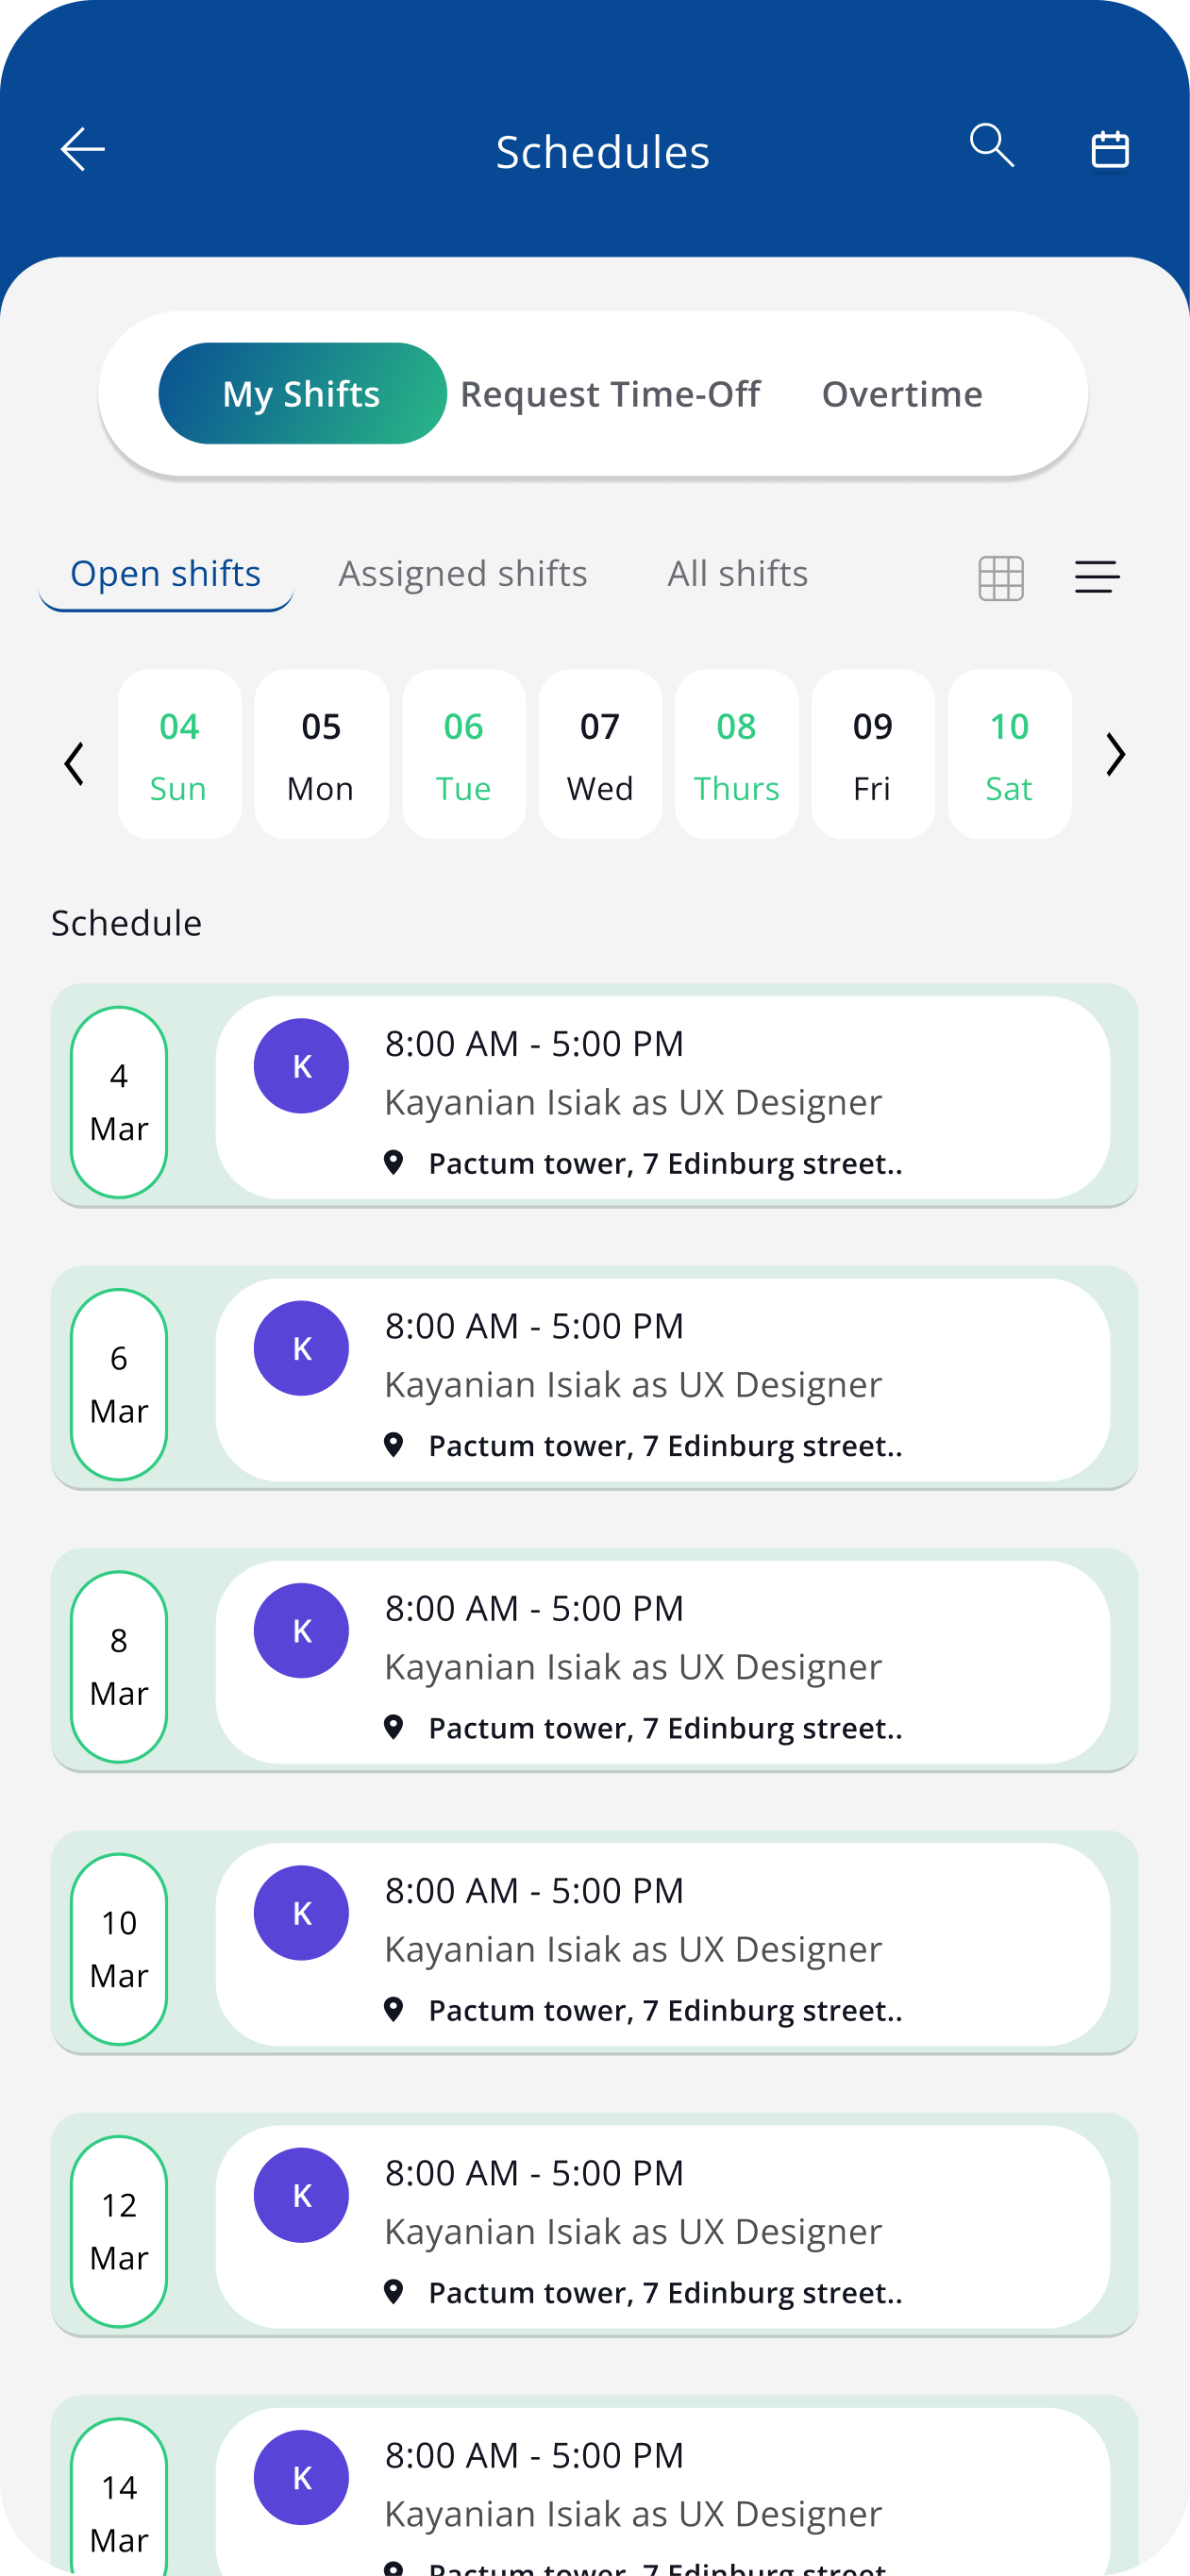 Schedules
My Shifts Request Time-Off Overtime
Open shifts Assigned shifts All shifts
04 05 06 07 08 09 10
Sun Mon Tue Wed Thurs Fri Sat
Schedule
4
Mar
K
8:00 AM - 5:00 PM
Kayanian Isiak as UX Designer
Pactum tower, 7 Edinburg street..
6
Mar
K
8:00 AM - 5:00 PM
Kayanian Isiak as UX Designer
Pactum tower, 7 Edinburg street..
8
Mar
K
8:00 AM - 5:00 PM
Kayanian Isiak as UX Designer
Pactum tower, 7 Edinburg street..
10
Mar
K
8:00 AM - 5:00 PM
Kayanian Isiak as UX Designer
Pactum tower, 7 Edinburg street..
12
Mar
K
8:00 AM - 5:00 PM
Kayanian Isiak as UX Designer
Pactum tower, 7 Edinburg street..
14
Mar
K
8:00 AM - 5:00 PM
Kayanian Isiak as UX Designer
Pactum tower, 7 Edinburg street